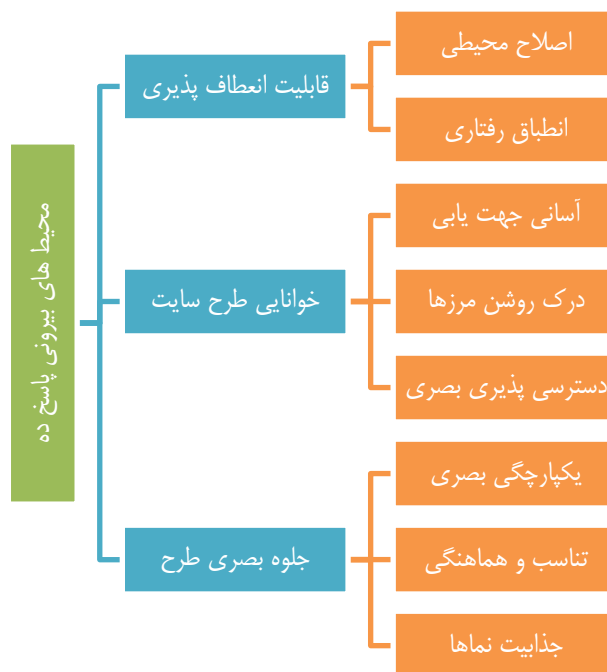 محیط های بیرونی پاسخ ده
قابلیت انعطاف پذیری
اصلاح محیطی
انطباق رفتاری
خوانایی طرح سایت
آسانی جهت یابی
درک روشن مرزها
دسترسی پذیری بصری
جلوه بصری طرح
یکپارچگی بصری
تناسب و هماهنگی
جذابیت نماها